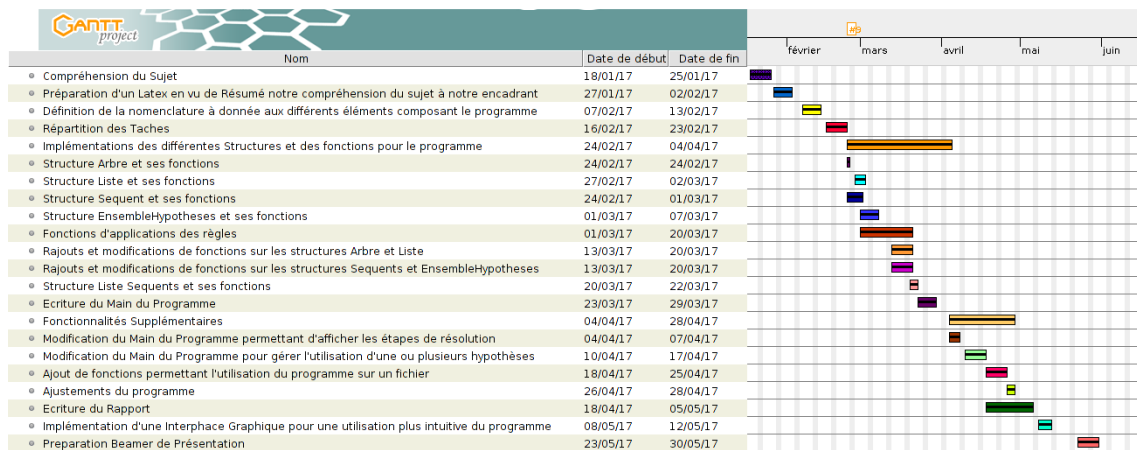 GANTT
project
février mars avril mai juin
Nom Date de début Date de fin
Compréhension du Sujet 18/01/17 25/01/17
Préparation d'un Latex en vu de Résumé notre compréhension du sujet à notre encadrant 27/01/17 02/02/17
Définition de la nomenclature à donnée aux différents éléments composant le programme 07/02/17 13/02/17
Répartition des Taches 16/02/17 23/02/17
Implémentations des différentes Structures et des fonctions pour le programme 24/02/17 04/04/17
Structure Arbre et ses fonctions 24/02/17 24/02/17
Structure Liste et ses fonctions 27/02/17 02/03/17
Structure Sequent et ses fonctions 24/02/17 01/03/17
Structure EnsembleHypotheses et ses fonctions 01/03/17 07/03/17
Fonctions d'applications des règles 01/03/17 20/03/17
Rajouts et modifications de fonctions sur les structures Arbre et Liste 13/03/17 20/03/17
Rajouts et modifications de fonctions sur les structures Sequents et EnsembleHypotheses 13/03/17 20/03/17
Structure Liste Sequents et ses fonctions 20/03/17 22/03/17
Ecriture du Main du Programme 23/03/17 29/03/17
Fonctionnalités Supplémentaires 04/04/17 28/04/17
Modification du Main du Programme permettant d'afficher les étapes de résolution 04/04/17 07/04/17
Modification du Main du Programme pour gérer l'utilisation d'une ou plusieurs hypothèses 10/04/17 17/04/17
Ajout de fonctions permettant l'utilisation du programme sur un fichier 18/04/17 25/04/17
Ajustements du programme 26/04/17 28/04/17
Ecriture du Rapport 18/04/17 05/05/17
Implémentation d'une Interphace Graphique pour une utilisation plus intuitive du programme 08/05/17 12/05/17
Preparation Beamer de Présentation 23/05/17 30/05/17